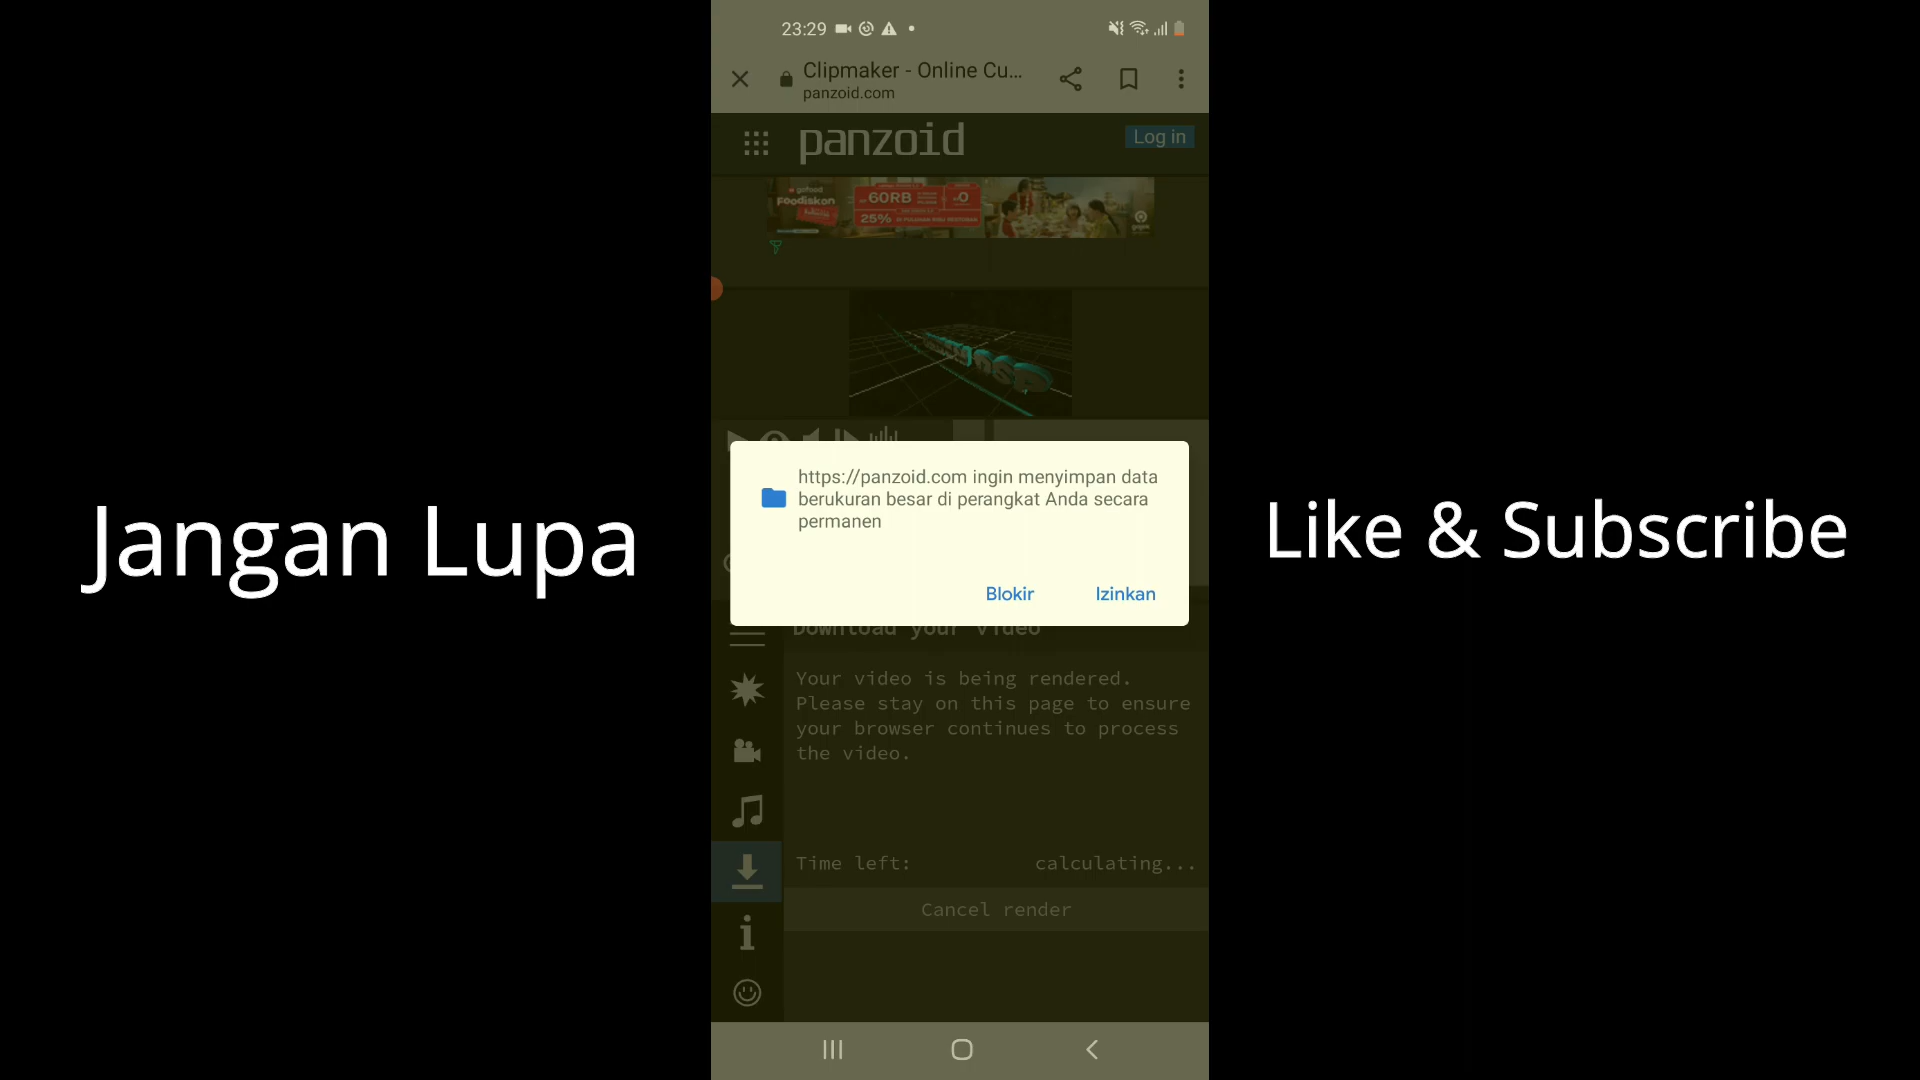 23:29
Clipmaker - Online Cu...
panzoid.com
panzoid
Log in
gofood
Foodiskon
60RB
25%
https://panzoid.com ingin menyimpan data
berukuran besar di perangkat Anda secara
permanen
Blokir
Izinkan
Jangan Lupa
Like & Subscribe
Download your video
Your video is being rendered.
Please stay on this page to ensure
your browser continues to process
the video.
Time left:
calculating...
Cancel render